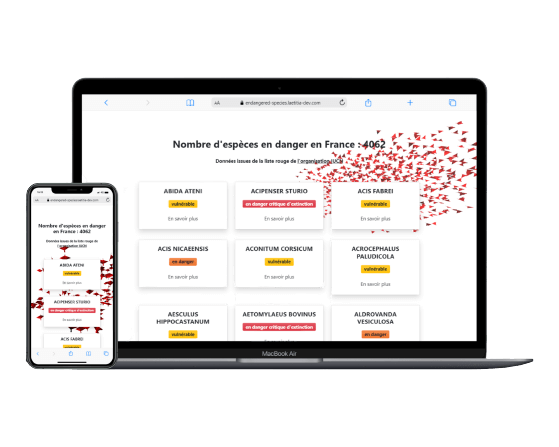 endangered-species.laetitia-dev.com
Nombre d'espèces en danger en France : 4062
Données issues de la liste rouge de l'organisation IUCN
ABIDA ATENI
vulnérable
En savoir plus
ACIPENSER STURIO
en danger critique d'extinction
En savoir plus
ACIS FABREI
vulnérable
En savoir plus
ACIS NICAEENSIS
en danger
En savoir plus
ACONITUM CORSICUM
vulnérable
En savoir plus
ACROCEPHALUS
PALUDICOLA
vulnérable
En savoir plus
AESCULUS
HIPPOCASTANUM
vulnérable
AETOMYLAEUS BOVINUS
en danger critique d'extinction
En savoir plus
ALDROVANDA
VESICULOSA
en danger
MacBook Air
endangered-species.laetitia-dev.com
Nombre d'espèces en danger
en France : 4062
Données issues de la liste rouge de
l'organisation IUCN
ABIDA ATENI
vulnérable
En savoir plus
ACIPENSER STURIO
en danger critique d'extinction
En savoir plus
ACIS FABREI